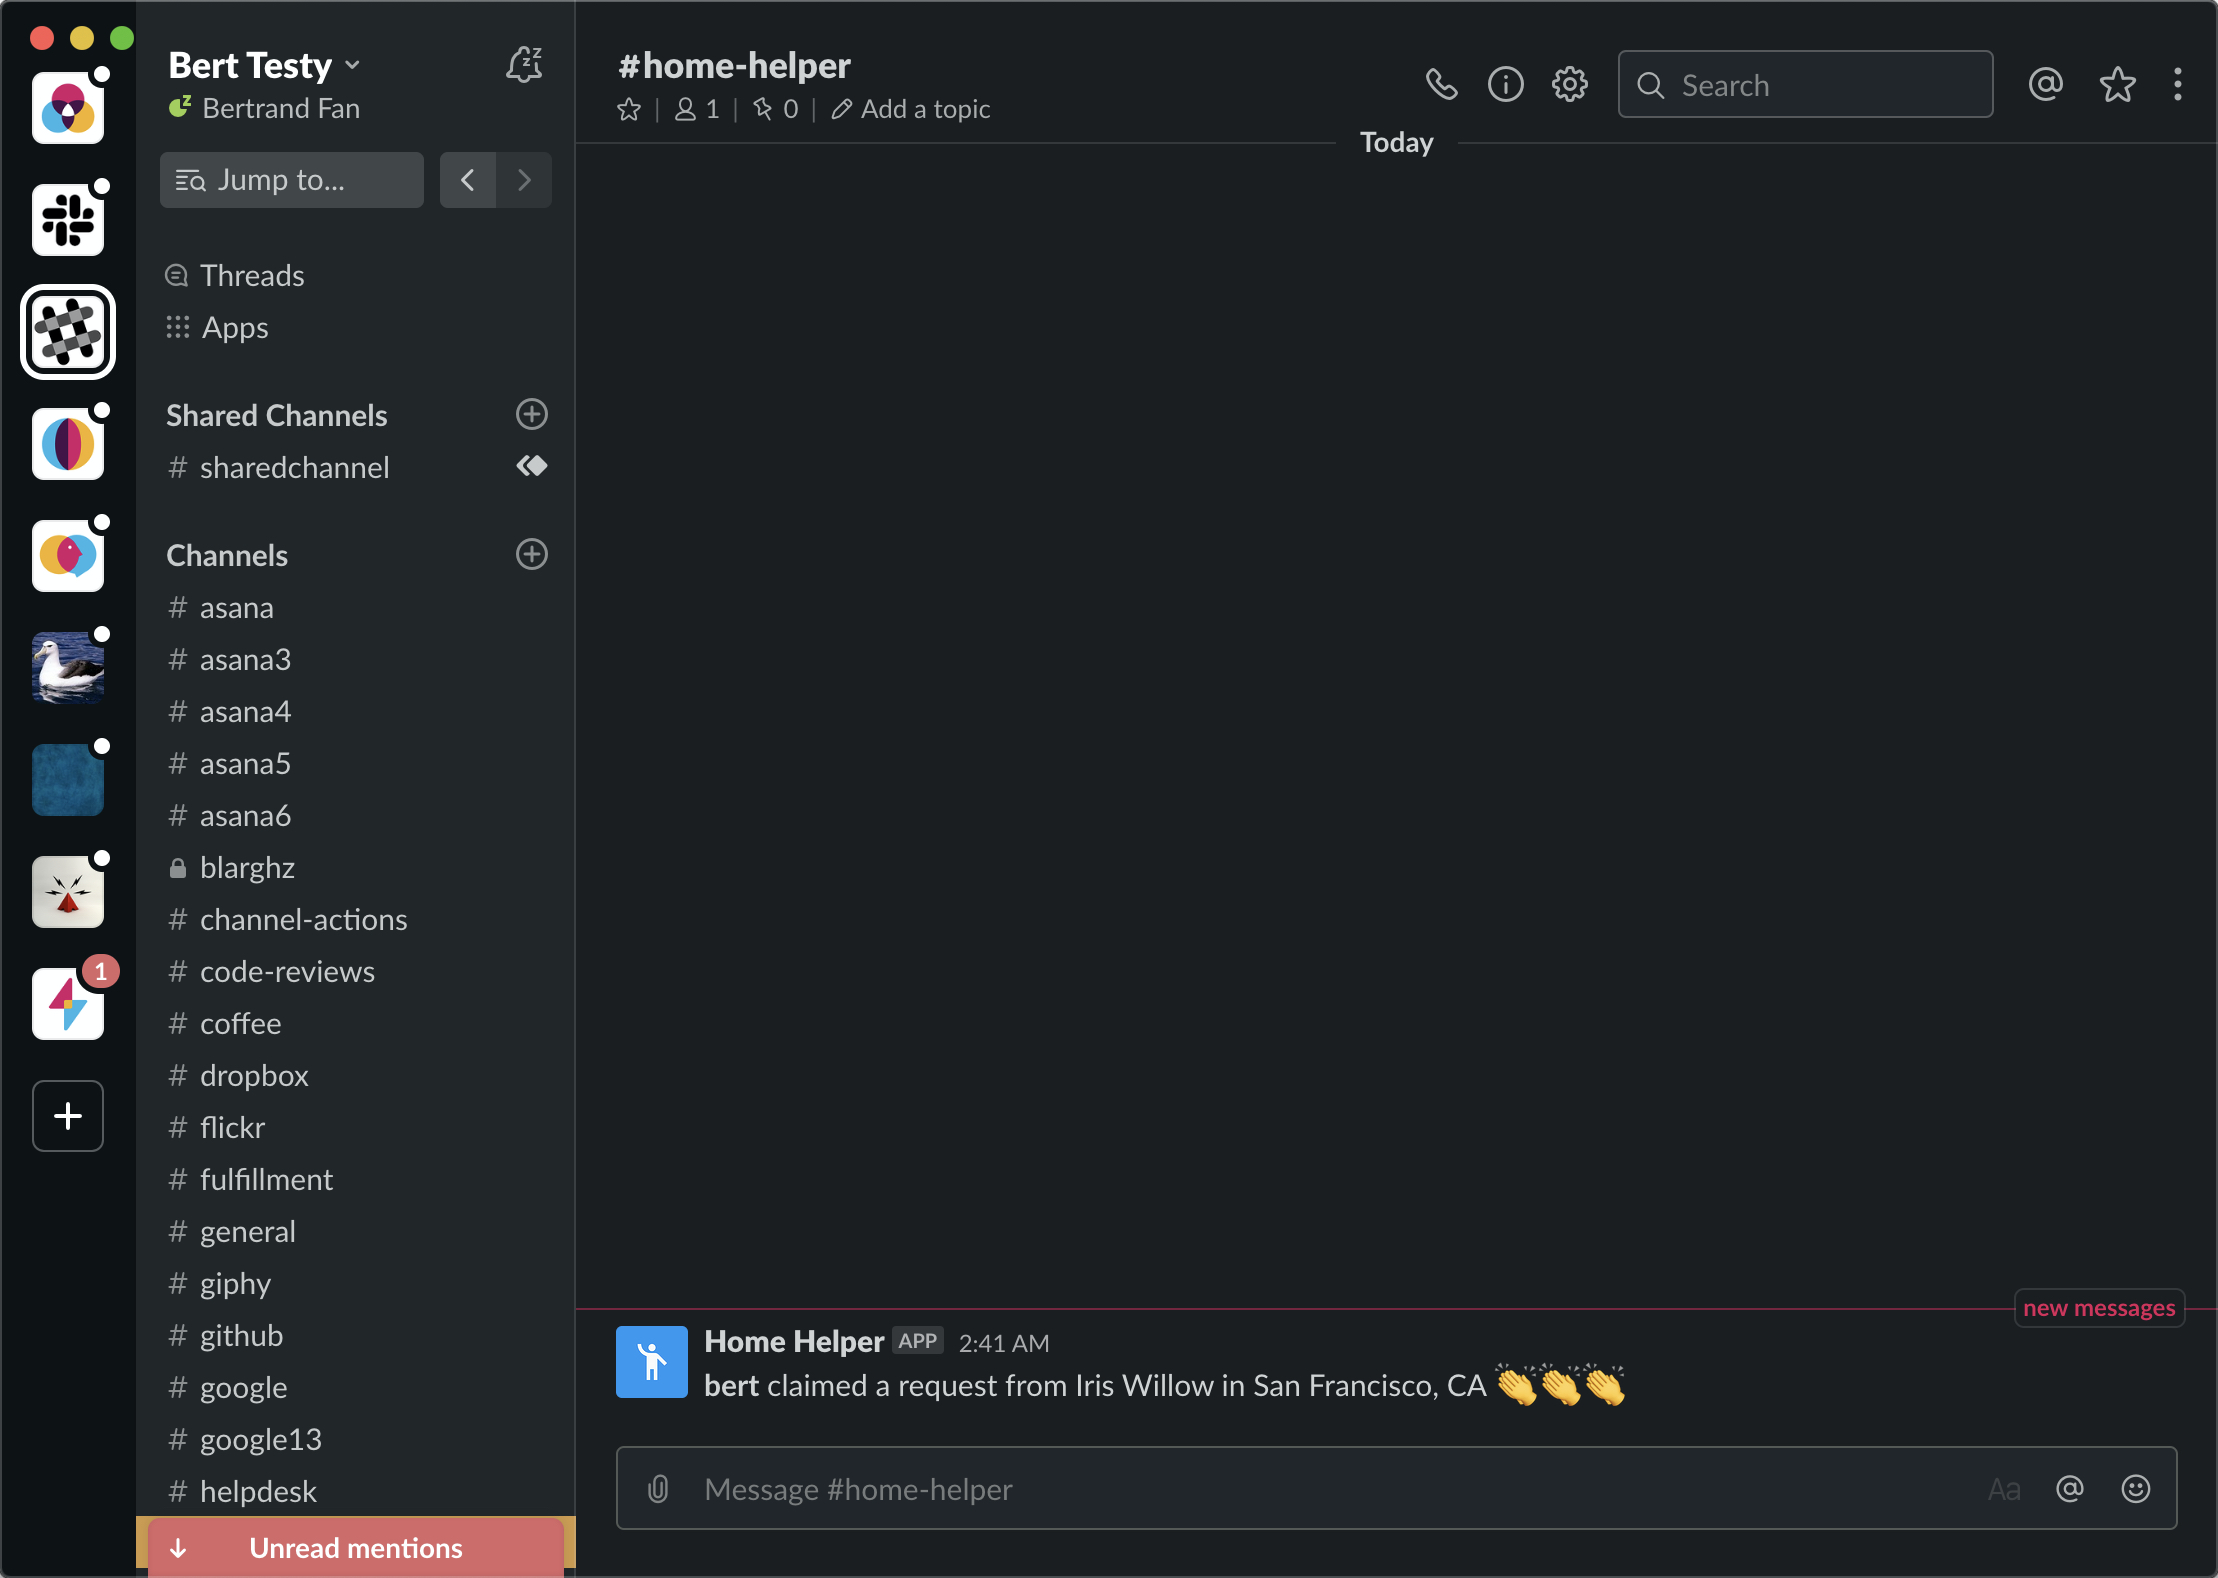 Bert Testy
Bertrand Fan
Jump to...
Threads
Apps
Shared Channels
# sharedchannel
Channels
# asana
# asana3
# asana4
# asana5
# asana6
blarghz
# channel-actions
# code-reviews
# coffee
# dropbox
# flickr
# fulfillment
# general
# giphy
# github
# google
# google13
# helpdesk
Unread mentions
1
#home-helper
1 | 0 | Add a topic
Search
Today
new messages
Home Helper APP 2:41 AM
bert claimed a request from Iris Willow in San Francisco, CA 👏👏👏
Message #home-helper
Aa